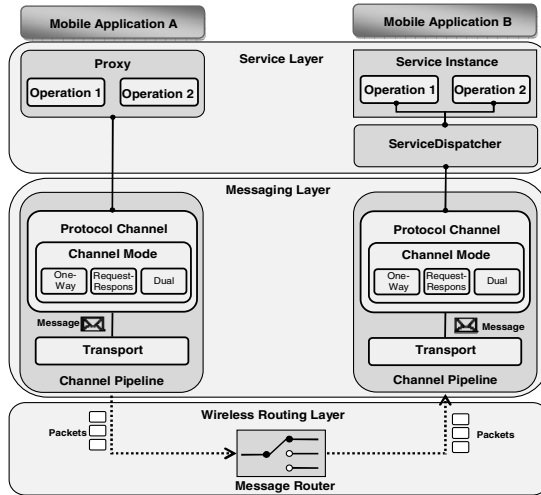 Mobile Application A
Mobile Application B
Service Layer
Proxy
Operation 1
Operation 2
Service Instance
Operation 1
Operation 2
ServiceDispatcher
Messaging Layer
Protocol Channel
Channel Mode
One-
Way
Request-
Respons
Dual
Message
Transport
Channel Pipeline
Protocol Channel
Channel Mode
One-
Way
Request-
Respons
Dual
Message
Transport
Channel Pipeline
Wireless Routing Layer
Packets
Packets
Message Router